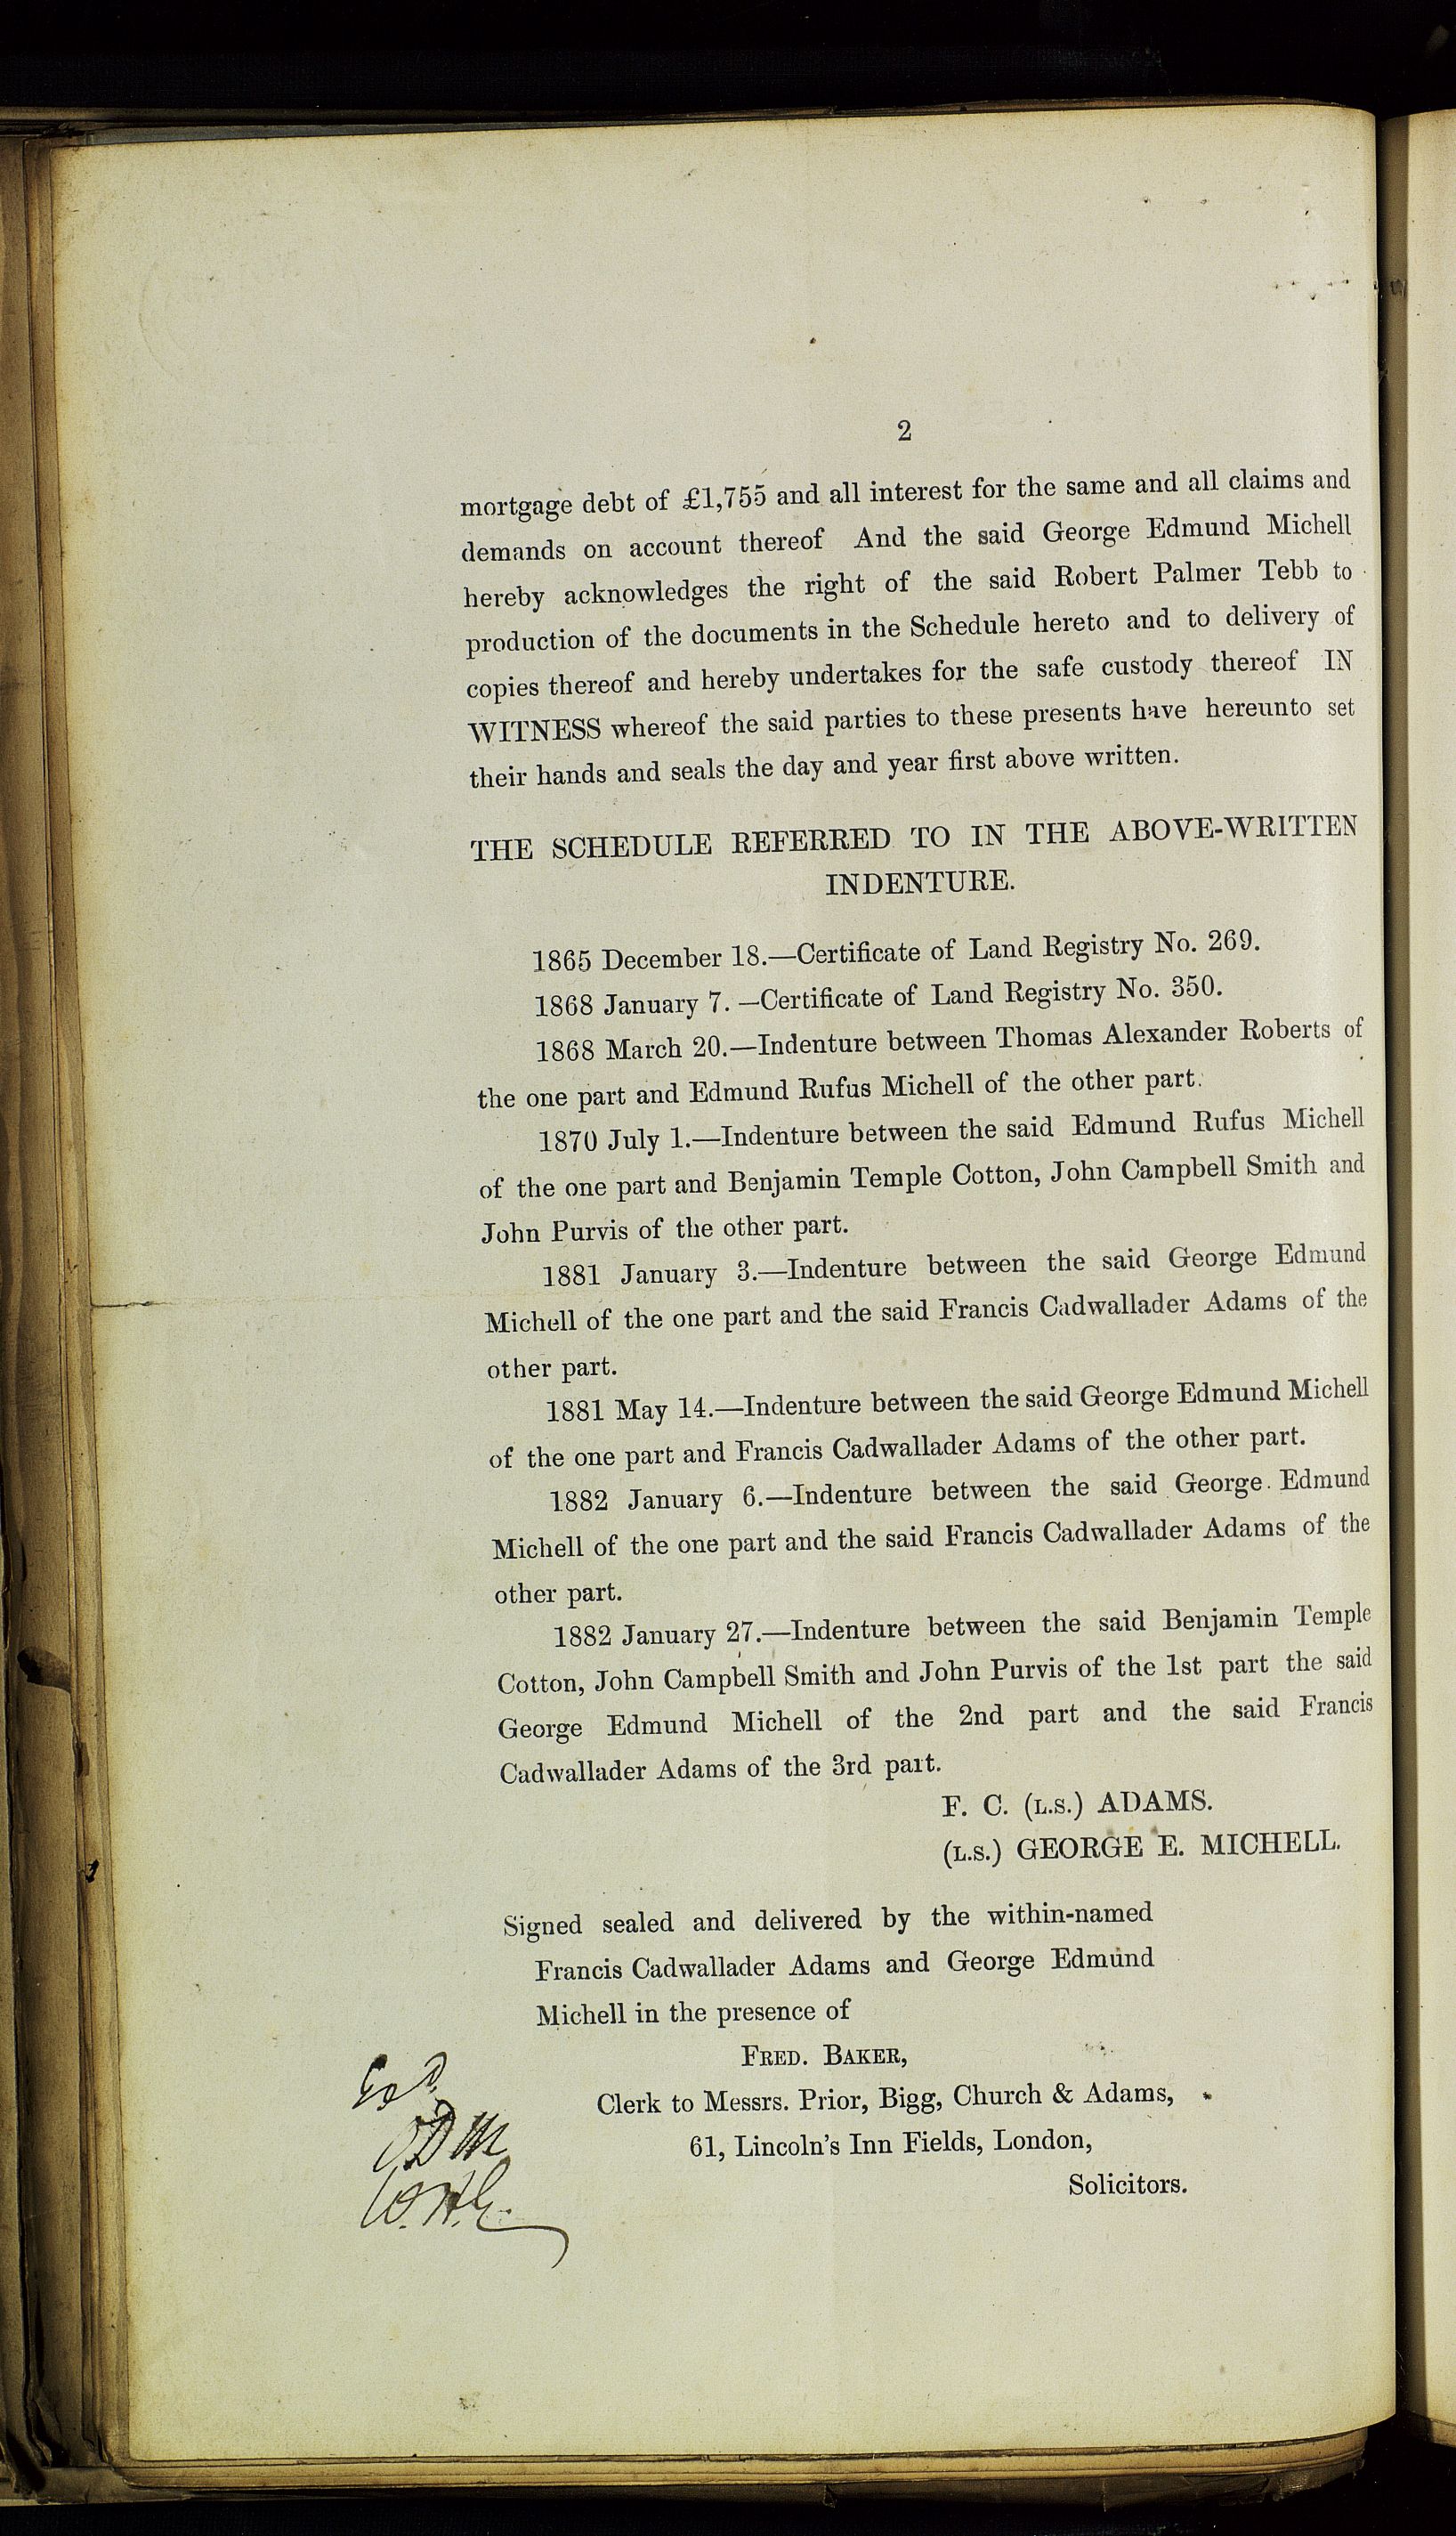 2
mortgage debt of £1,755 and all interest for the same and all claims and
demands on account thereof And the said George Edmund Michell
hereby acknowledges the right of the said Robert Palmer Tebb to
production of the documents in the Schedule hereto and to delivery of
copies thereof and hereby undertakes for the safe custody thereof IN
WITNESS whereof the said parties to these presents have hereunto set
their hands and seals the day and year first above written.
THE SCHEDULE REFERRED TO IN THE ABOVE-WRITTEN
INDENTURE.
1865 December 18.—Certificate of Land Registry No. 269.
1868 January 7. —Certificate of Land Registry No. 350.
1868 March 20.—Indenture between Thomas Alexander Roberts of
the one part and Edmund Rufus Michell of the other part.
1870 July 1.—Indenture between the said Edmund Rufus Michell
of the one part and Benjamin Temple Cotton, John Campbell Smith and
John Purvis of the other part.
1881 January 3.—Indenture between the said George Edmund
Michell of the one part and the said Francis Cadwallader Adams of the
other part.
1881 May 14.—Indenture between the said George Edmund Michell
of the one part and Francis Cadwallader Adams of the other part.
1882 January 6.—Indenture between the said George Edmund
Michell of the one part and the said Francis Cadwallader Adams of the
other part.
1882 January 27.—Indenture between the said Benjamin Temple
Cotton, John Campbell Smith and John Purvis of the 1st part the said
George Edmund Michell of the 2nd part and the said Francis
Cadwallader Adams of the 3rd part.
F. C. (L.S.) ADAMS.
(L.S.) GEORGE E. MICHELL.
Signed sealed and delivered by the within-named
Francis Cadwallader Adams and George Edmund
Michell in the presence of
FRED. BAKER,
Clerk to Messrs. Prior, Bigg, Church & Adams,
61, Lincoln's Inn Fields, London,
Solicitors.